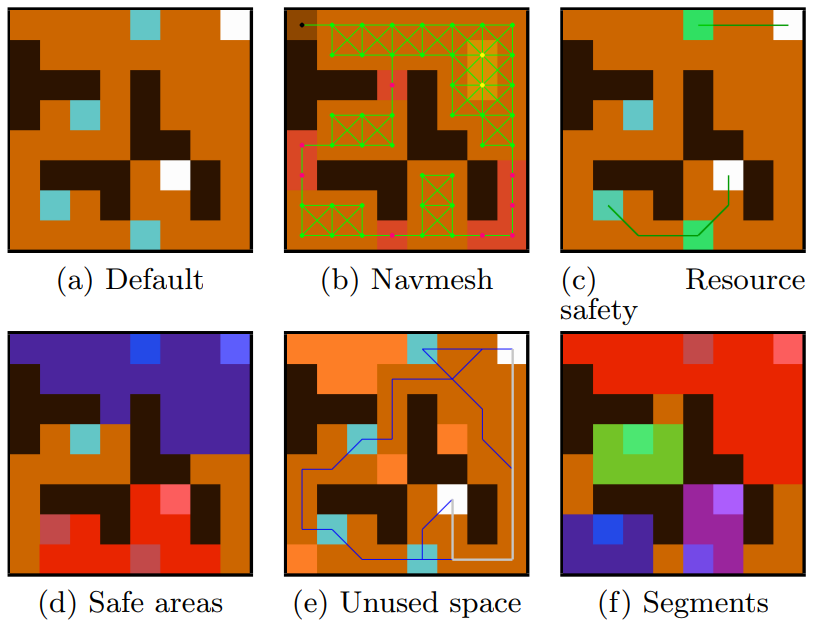 (a) Default
(b) Navmesh
(c) Resource
safety
(d) Safe areas
(e) Unused space
(f) Segments